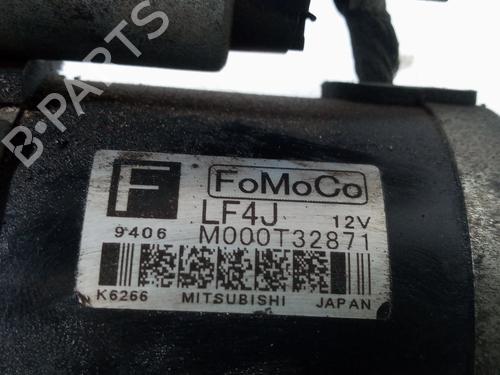 B-PARTS
F
FoMoCo
LF4J 12V
9406 M000T32871
K6266 MITSUBISHI JAPAN